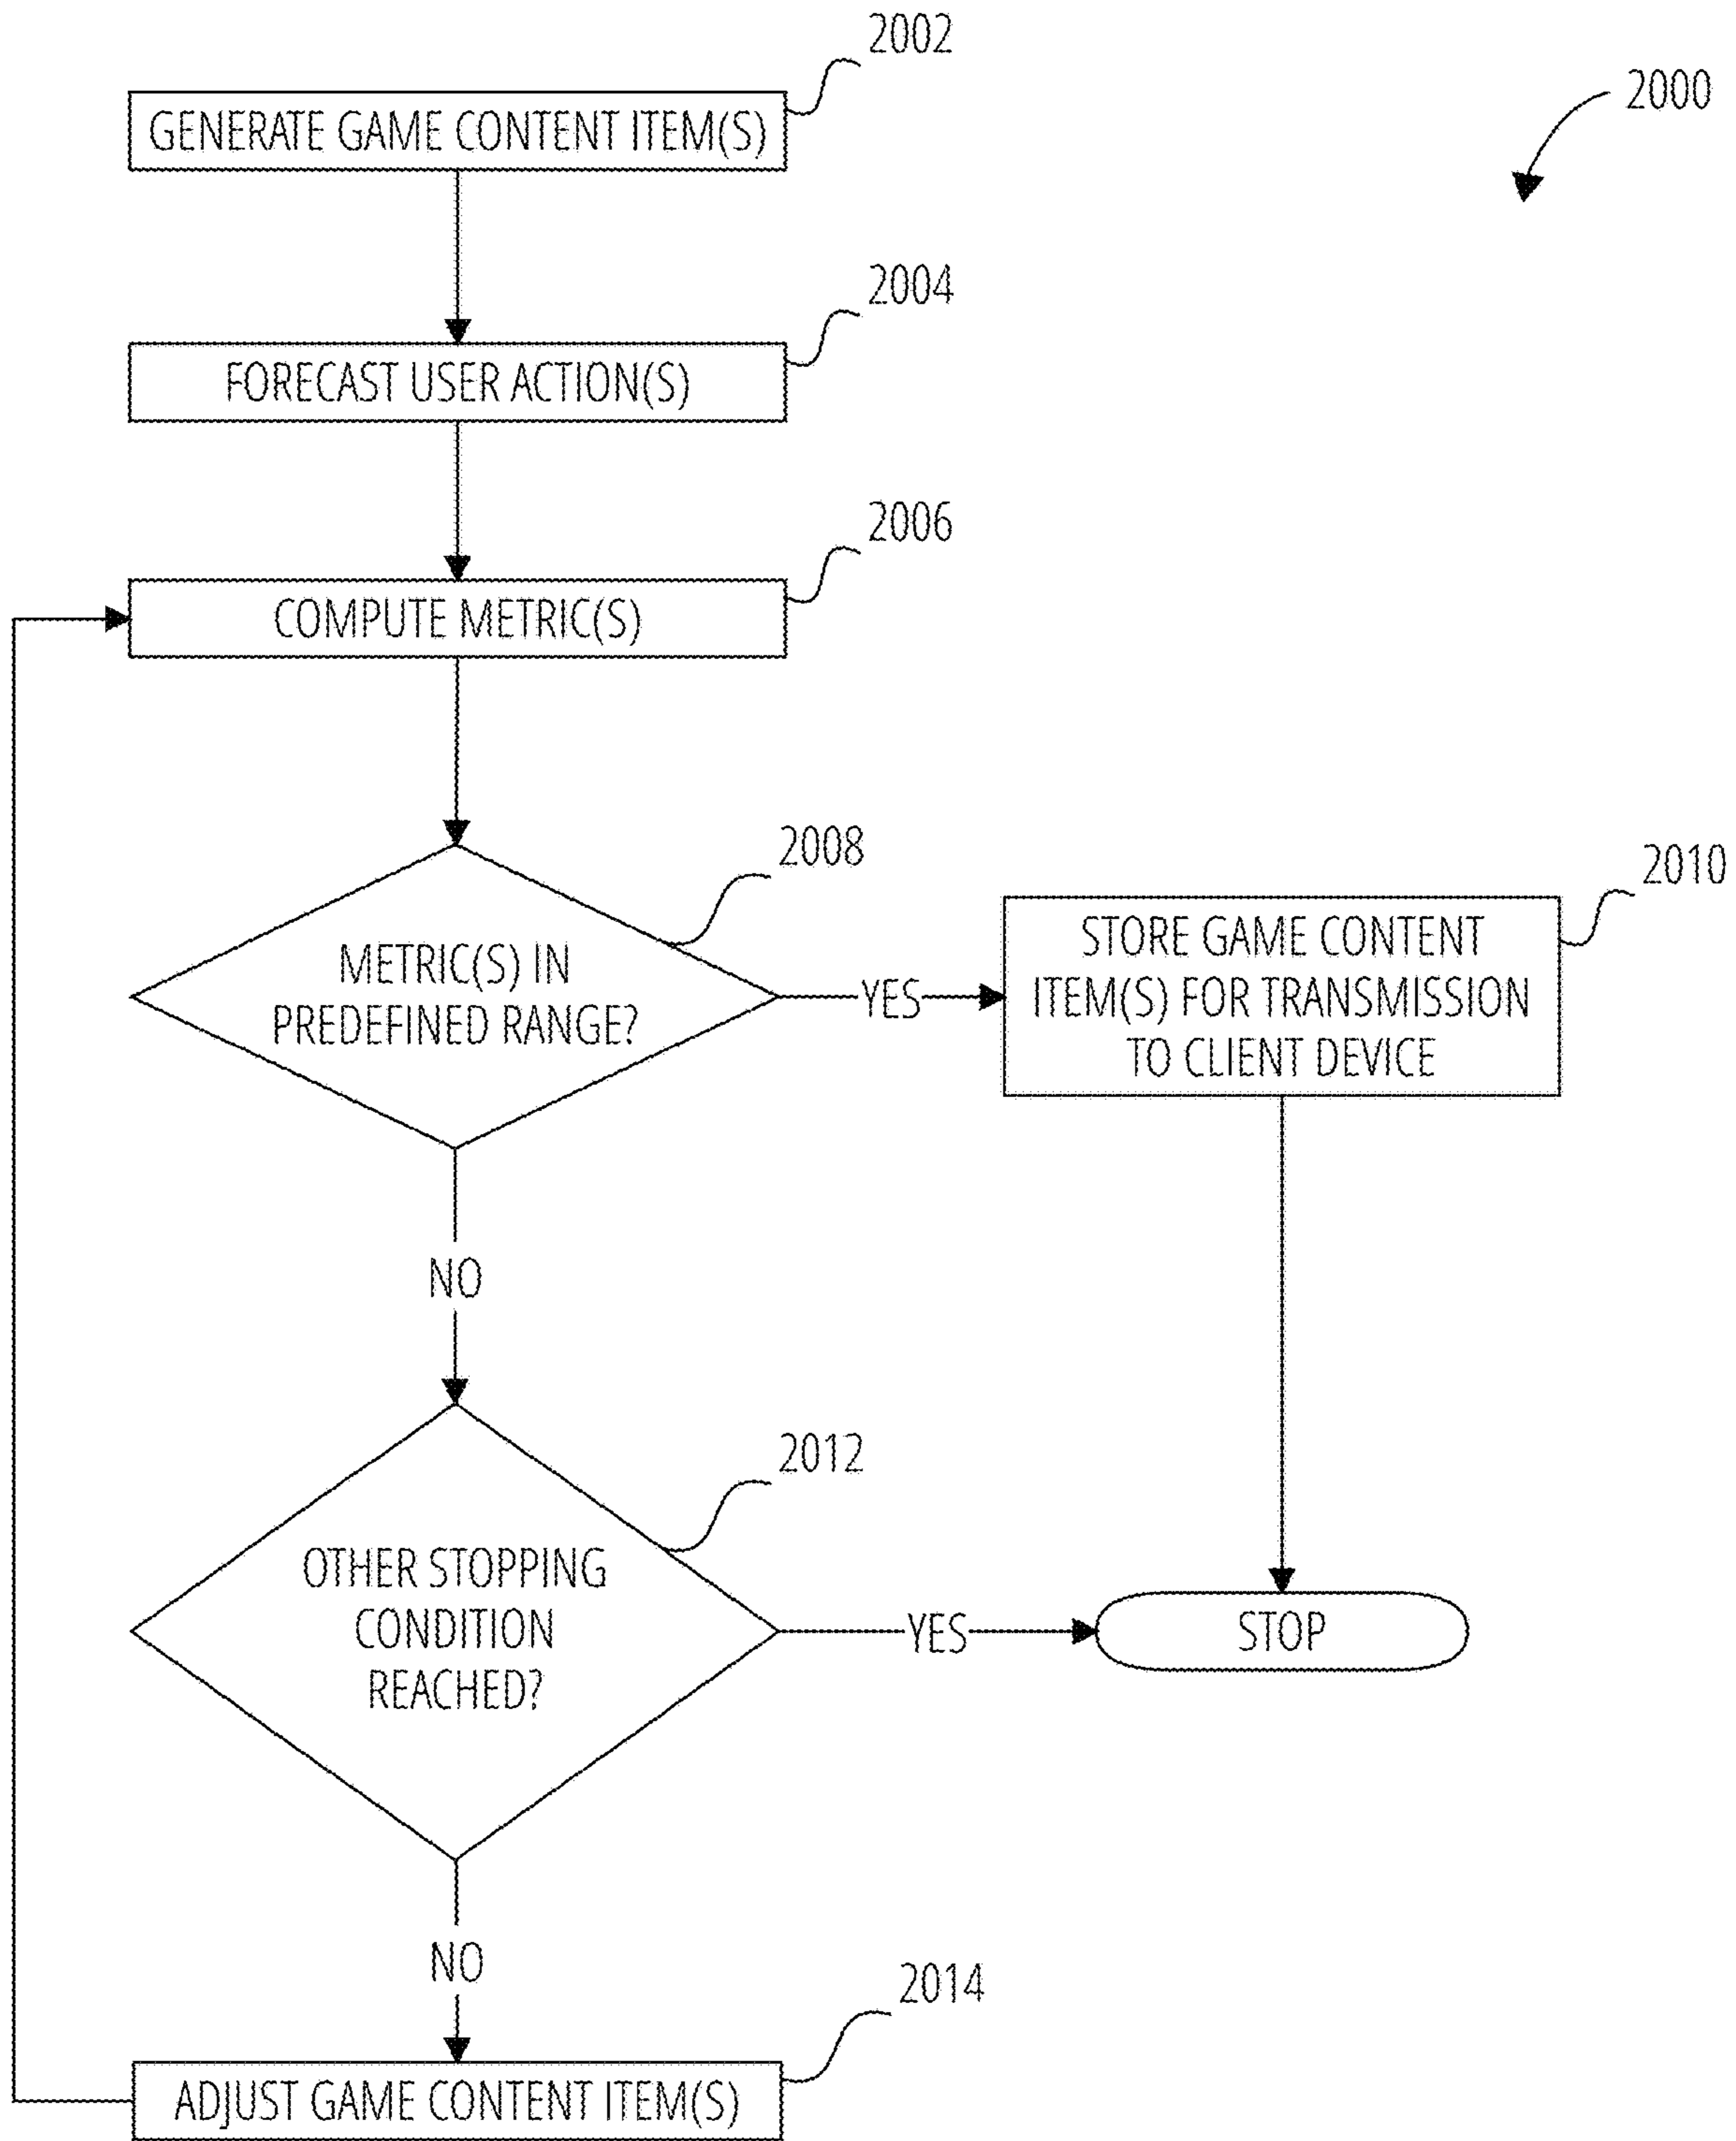 2002
2000
GENERATE GAME CONTENT ITEM(S)
2004
FORECAST USER ACTION(S)
2006
COMPUTE METRIC(S)
2008
METRIC(S) IN
PREDEFINED RANGE?
YES
2010
STORE GAME CONTENT
ITEM(S) FOR TRANSMISSION
TO CLIENT DEVICE
NO
2012
OTHER STOPPING
CONDITION
REACHED?
YES
STOP
NO
2014
ADJUST GAME CONTENT ITEM(S)